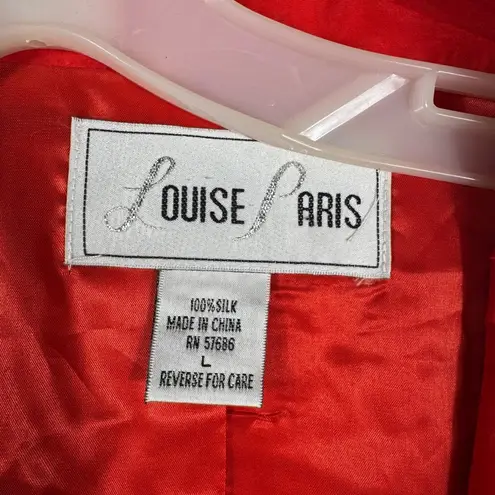 LOUISE PARIS
100% SILK
MADE IN CHINA
RN 57686
L
REVERSE FOR CARE